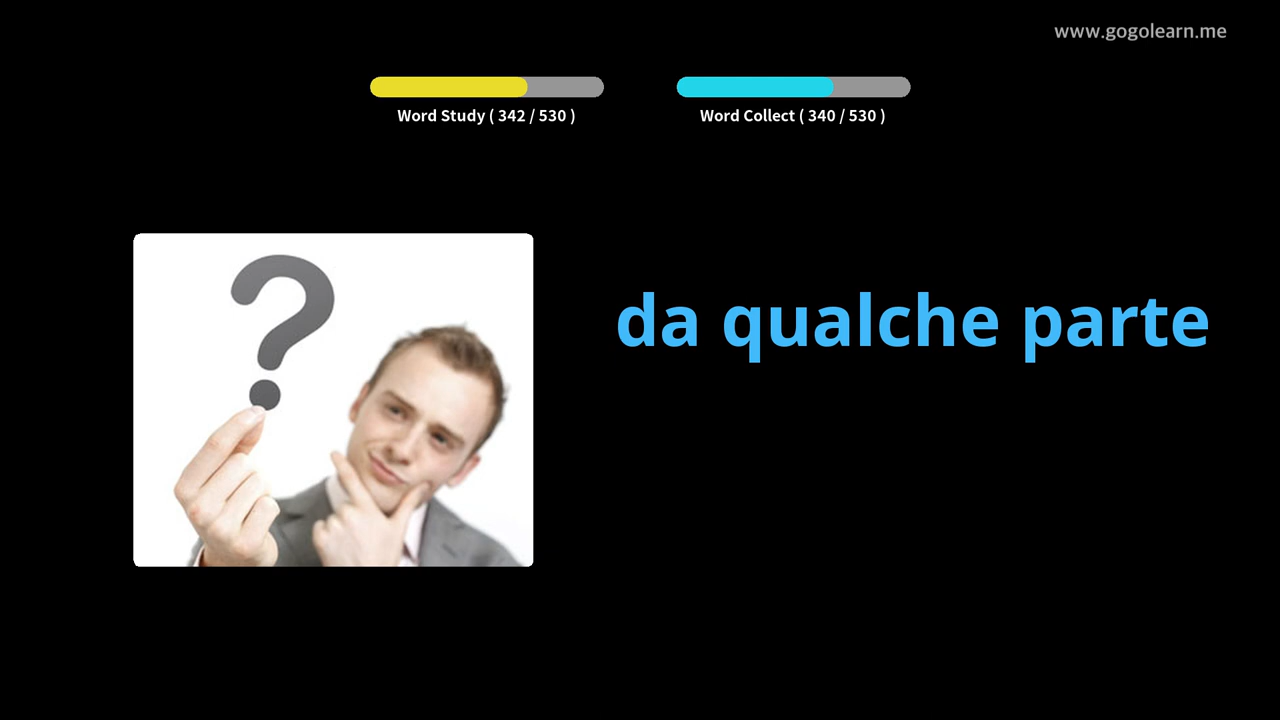 www.gogolearn.me
Word Study ( 342 / 530 )
Word Collect ( 340 / 530 )
?
da qualche parte